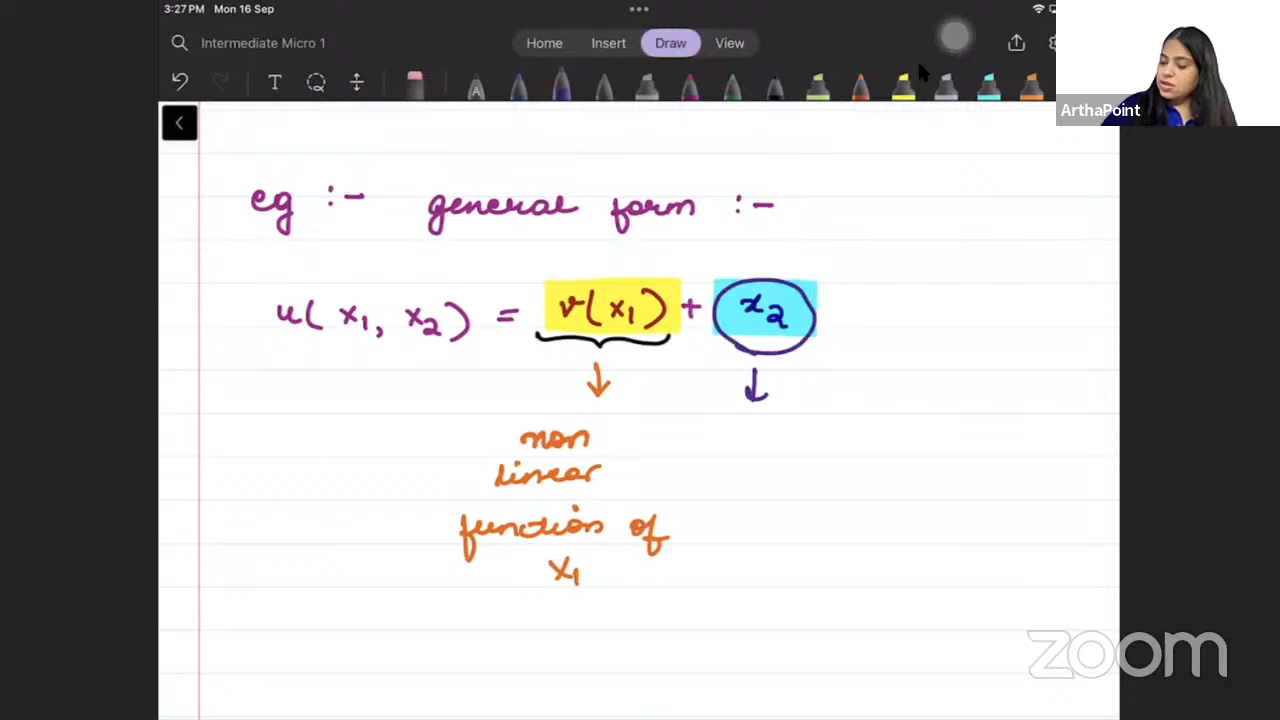 3:27 PM Mon 16 Sep
Intermediate Micro 1
Home Insert Draw View
T
A
ArthaPoint
eg :- general form :-
u( x1, x2) = v( x1) + x2
non
linear
function of
x1
zoom